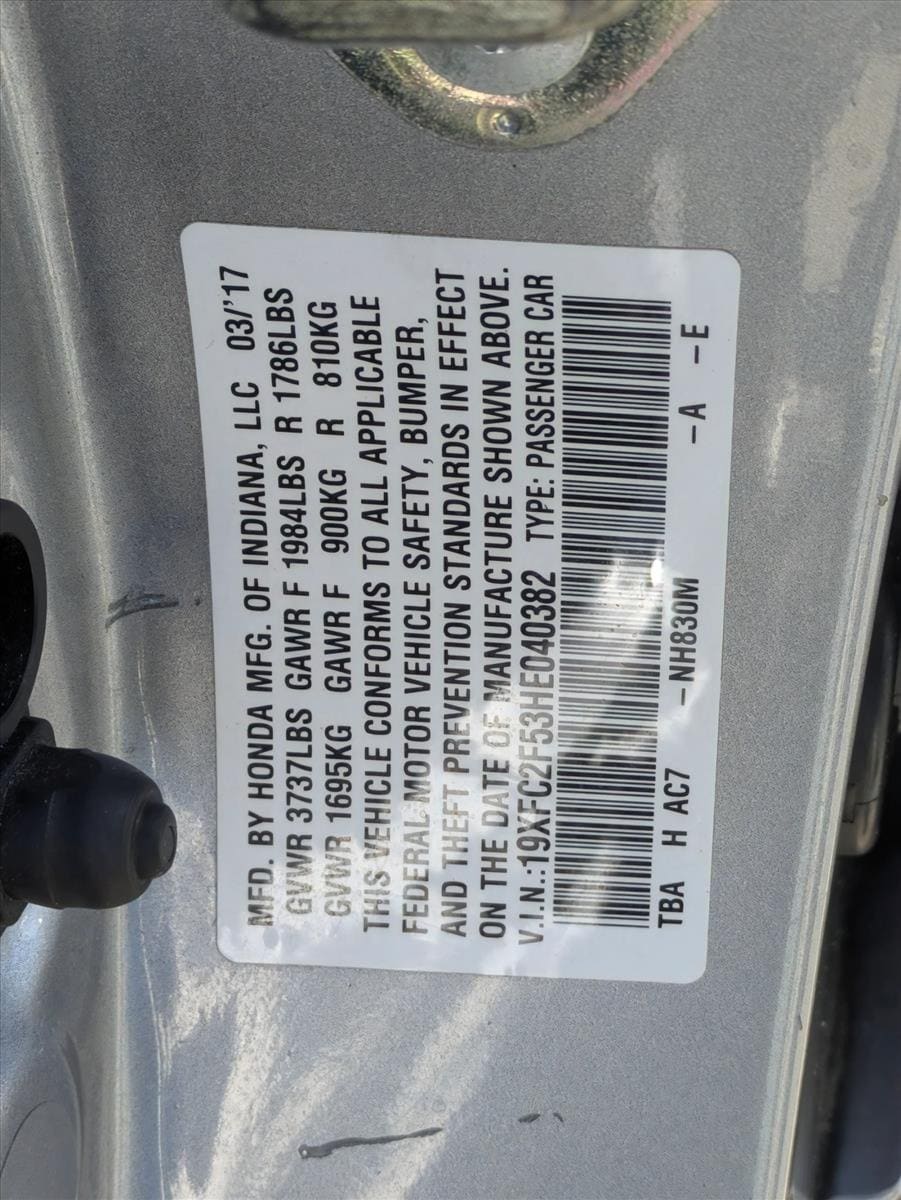 MFD. BY HONDA MFG. OF INDIANA, LLC 03/'17
GVWR 3737LBS GAWR F 1984LBS R 1786LBS
GVWR 1695KG GAWR F 900KG R 810KG
THIS VEHICLE CONFORMS TO ALL APPLICABLE
FEDERAL MOTOR VEHICLE SAFETY, BUMPER,
AND THEFT PREVENTION STANDARDS IN EFFECT
ON THE DATE OF MANUFACTURE SHOWN ABOVE.
V.I.N.:19XFC2F53HE040382 TYPE: PASSENGER CAR
TBA H AC7 –NH830M –A –E